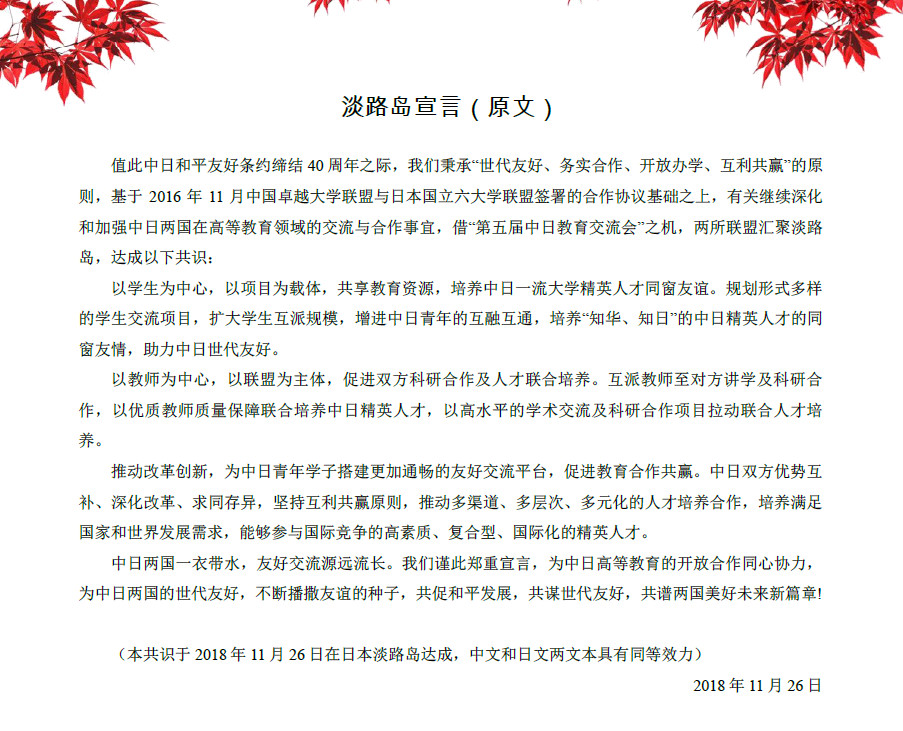 淡路岛宣言（原文）
值此中日和平友好条约缔结 40 周年之际，我们秉承“世代友好、务实合作、开放办学、互利共赢”的原
则，基于 2016 年 11 月中国卓越大学联盟与日本国立六大学联盟签署的合作协议基础之上，有关继续深化
和加强中日两国在高等教育领域的交流与合作事宜，借“第五届中日教育交流会”之机，两所联盟汇聚淡路
岛，达成以下共识：
以学生为中心，以项目为载体，共享教育资源，培养中日一流大学精英人才同窗友谊。规划形式多样
的学生交流项目，扩大学生互派规模，增进中日青年的互融互通，培养“知华、知日”的中日精英人才的同
窗友情，助力中日世代友好。
以教师为中心，以联盟为主体，促进双方科研合作及人才联合培养。互派教师至对方讲学及科研合
作，以优质教师质量保障联合培养中日精英人才，以高水平的学术交流及科研合作项目拉动联合人才培
养。
推动改革创新，为中日青年学子搭建更加通畅的友好交流平台，促进教育合作共赢。中日双方优势互
补、深化改革、求同存异，坚持互利共赢原则，推动多渠道、多层次、多元化的人才培养合作，培养满足
国家和世界发展需求，能够参与国际竞争的高素质、复合型、国际化的精英人才。
中日两国一衣带水，友好交流源远流长。我们谨此郑重宣言，为中日高等教育的开放合作同心协力，
为中日两国的世代友好，不断播撒友谊的种子，共促和平发展，共谋世代友好，共谱两国美好未来新篇章!
（本共识于 2018 年 11 月 26 日在日本淡路岛达成，中文和日文两文本具有同等效力）
2018 年 11 月 26 日